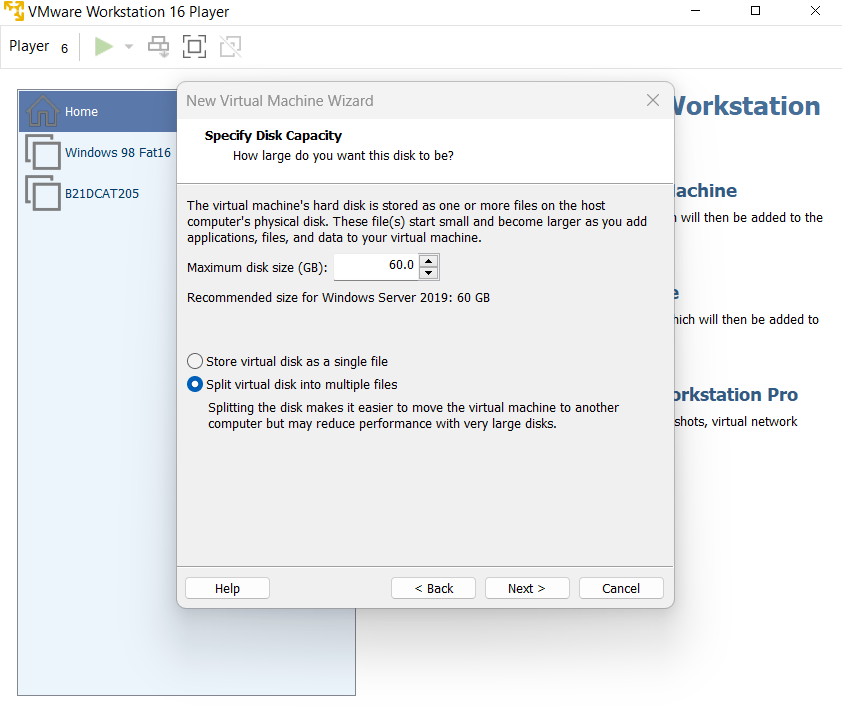 VMware Workstation 16 Player
Player 6
Home
Windows 98 Fat16
B21DCAT205
New Virtual Machine Wizard
Specify Disk Capacity
How large do you want this disk to be?
The virtual machine's hard disk is stored as one or more files on the host
computer's physical disk. These file(s) start small and become larger as you add
applications, files, and data to your virtual machine.
Maximum disk size (GB): 60.0
Recommended size for Windows Server 2019: 60 GB
Store virtual disk as a single file
Split virtual disk into multiple files
Splitting the disk makes it easier to move the virtual machine to another
computer but may reduce performance with very large disks.
Help
< Back
Next >
Cancel
Workstation
achine
will then be added to the
e
hich will then be added to
orkstation Pro
shots, virtual network